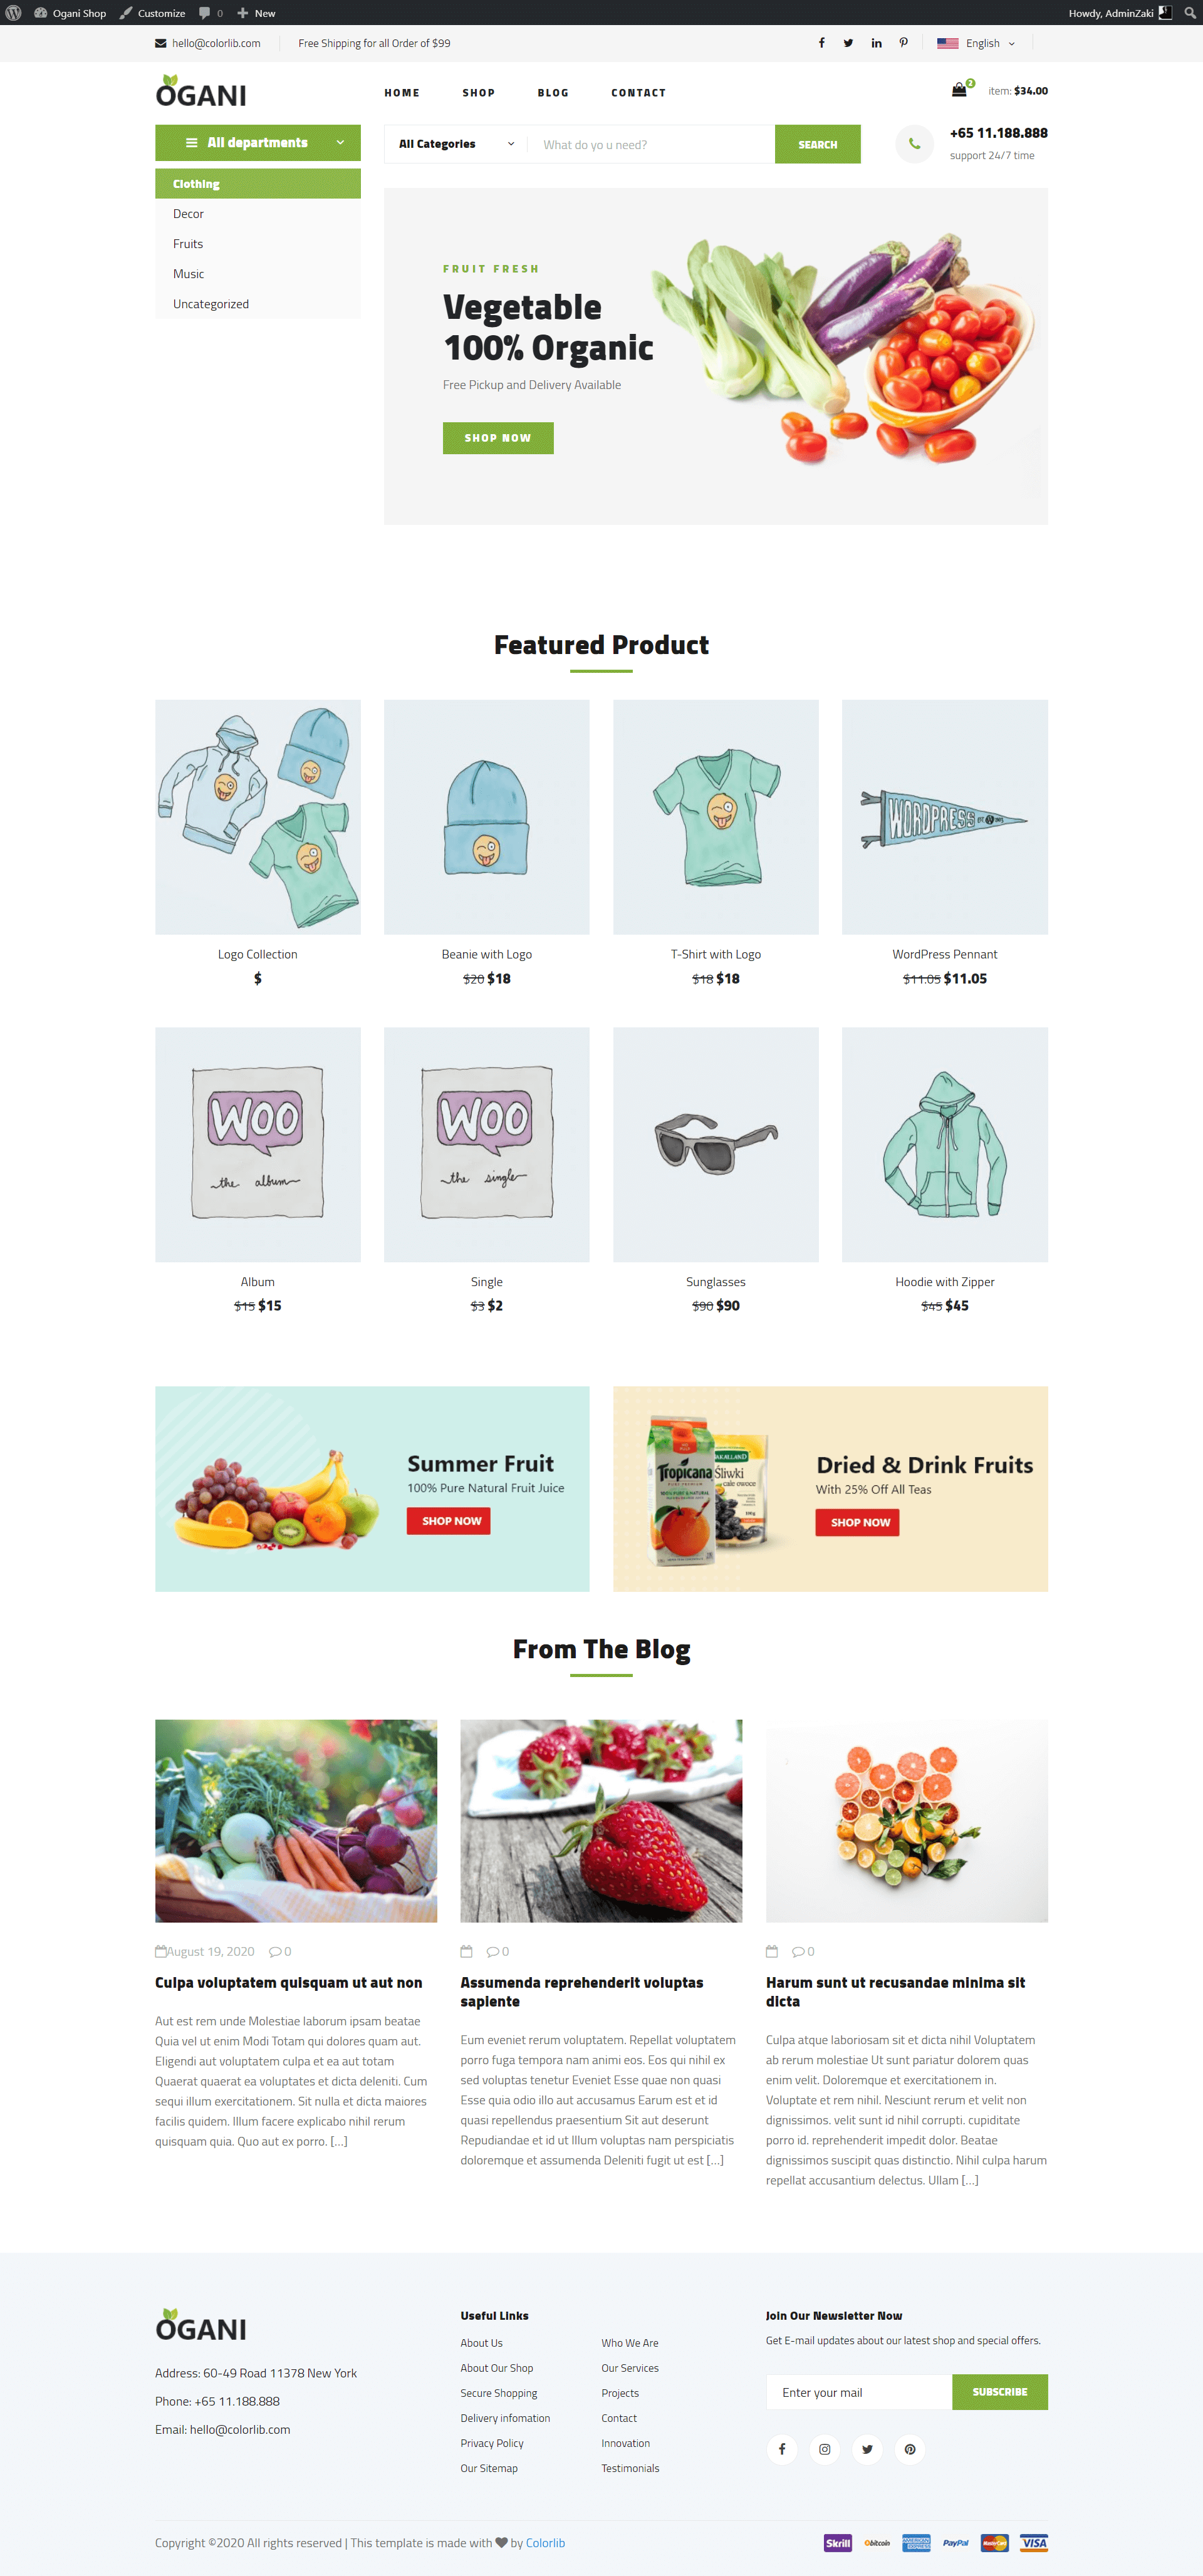 Ogani Shop Customize 0 New Howdy, AdminZaki
hello@colorlib.com Free Shipping for all Order of $99 English
OGANI HOME SHOP BLOG CONTACT 2 item: $34.00
All departments All Categories What do yo u need? SEARCH +65 11.188.888
support 24/7 time
Clothing
Decor
Fruits
Music
Uncategorized
FRUIT FRESH
Vegetable
100% Organic
Free Pickup and Delivery Available
SHOP NOW
Featured Product
WORDPRESS
Logo Collection Beanie with Logo T-Shirt with Logo WordPress Pennant
$ $20 $18 $18 $18 $11.05 $11.05
WOO WOO
the album the single
Album Single Sunglasses Hoodie with Zipper
$15 $15 $3 $2 $90 $90 $45 $45
Summer Fruit
100% Pure Natural Fruit Juice
SHOP NOW
Tropicana
Śliwki
całe owoce
Dried & Drink Fruits
With 25% Off All Teas
SHOP NOW
From The Blog
August 19, 2020 0
Culpa voluptatem quisquam ut aut non
Aut est rem unde Molestiae laborum ipsam beatae
Quia vel ut enim Modi Totam qui dolores quam aut.
Eligendi aut voluptatem culpa et ea aut totam
Quaerat quaerat ea voluptates et dicta deleniti. Cum
sequi illum exercitationem. Sit nulla et dicta maiores
facilis quidem. Illum facere explicabo nihil rerum
quisquam quia. Quo aut ex porro. […]
0
Assumenda reprehenderit voluptas
sapiente
Eum eveniet rerum voluptatem. Repellat voluptatem
porro fuga tempora nam animi eos. Eos qui nihil ex
sed voluptas tenetur Eveniet Esse quae non quasi
Esse quia odio illo aut accusamus Earum est et id
quasi repellendus praesentium Sit aut deserunt
Repudiandae et id ut Illum voluptas nam perspiciatis
doloremque et assumenda Deleniti fugit ut est […]
0
Harum sunt ut recusandae minima sit
dicta
Culpa atque laboriosam sit et dicta nihil Voluptatem
ab rerum molestiae Ut sunt pariatur dolorem quas
enim velit. Doloremque et exercitationem in.
Voluptate et rem nihil. Nesciunt rerum et velit non
dignissimos. velit sunt id nihil corrupti. cupiditate
porro id. reprehenderit impedit dolor. Beatae
dignissimos suscipit quas distinctio. Nihil culpa harum
repellat accusantium delectus. Ullam […]
OGANI
Address: 60-49 Road 11378 New York
Phone: +65 11.188.888
Email: hello@colorlib.com
Useful Links
About Us
About Our Shop
Secure Shopping
Delivery infomation
Privacy Policy
Our Sitemap
Who We Are
Our Services
Projects
Contact
Innovation
Testimonials
Join Our Newsletter Now
Get E-mail updates about our latest shop and special offers.
Enter your mail SUBSCRIBE
Copyright ©2020 All rights reserved | This template is made with by Colorlib
Skrill bitcoin AMERICAN EXPRESS PayPal MasterCard VISA